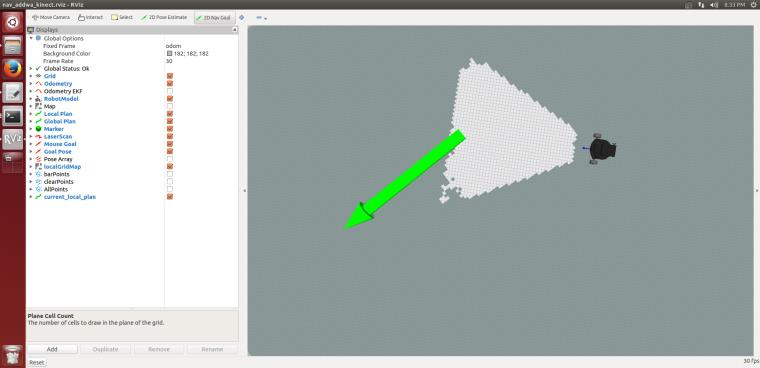 nav_addwa_kinect.rviz - RViz
8:33 PM
Move Camera Interact Select 2D Pose Estimate 2D Nav Goal
Displays
Global Options
Fixed Frame odom
Background Color 182; 182; 182
Frame Rate 30
Global Status: Ok
Grid
Odometry
Odometry EKF
RobotModel
Map
Local Plan
Global Plan
Marker
LaserScan
Mouse Goal
Goal Pose
Pose Array
localGridMap
barPoints
clearPoints
AllPoints
current_local_plan
Plane Cell Count
The number of cells to draw in the plane of the grid.
Add Duplicate Remove Rename
Reset
30 fps
RViz